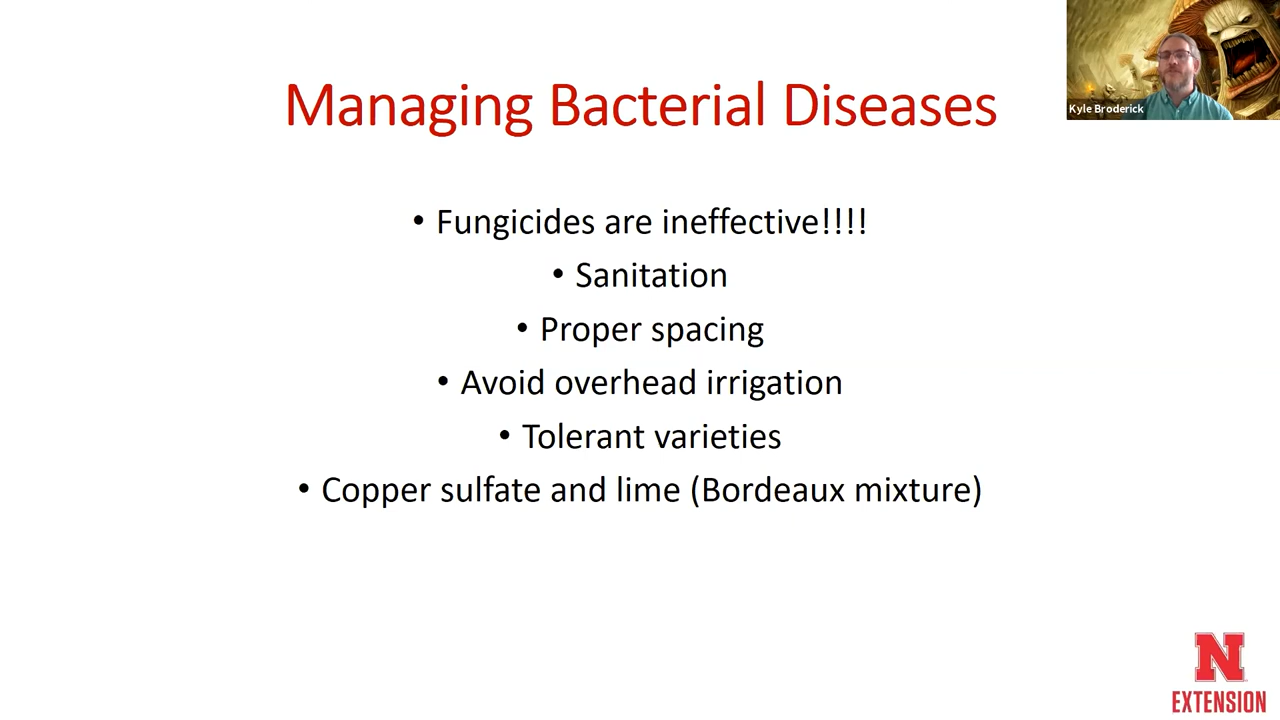 Managing Bacterial Diseases
Kyle Broderick
• Fungicides are ineffective!!!!
• Sanitation
• Proper spacing
• Avoid overhead irrigation
• Tolerant varieties
• Copper sulfate and lime (Bordeaux mixture)
N
EXTENSION